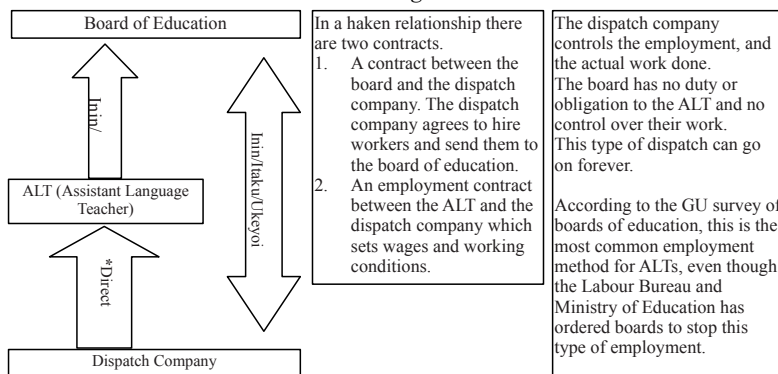 Board of Education
Inin/
Inin/Itaku/Ukeyoi
ALT (Assistant Language
Teacher)
*Direct
Dispatch Company
In a haken relationship there
are two contracts.
1. A contract between the
board and the dispatch
company. The dispatch
company agrees to hire
workers and send them to
the board of education.
2. An employment contract
between the ALT and the
dispatch company which
sets wages and working
conditions.
The dispatch company
controls the employment, and
the actual work done.
The board has no duty or
obligation to the ALT and no
control over their work.
This type of dispatch can go
on forever.
According to the GU survey of
boards of education, this is the
most common employment
method for ALTs, even though
the Labour Bureau and
Ministry of Education has
ordered boards to stop this
type of employment.